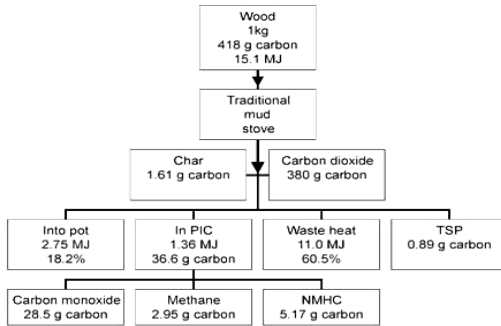 Wood
1kg
418 g carbon
15.1 MJ
Traditional
mud
stove
Char
1.61 g carbon
Carbon dioxide
380 g carbon
Into pot
2.75 MJ
18.2%
In PIC
1.36 MJ
36.6 g carbon
Waste heat
11.0 MJ
60.5%
TSP
0.89 g carbon
Carbon monoxide
28.5 g carbon
Methane
2.95 g carbon
NMHC
5.17 g carbon